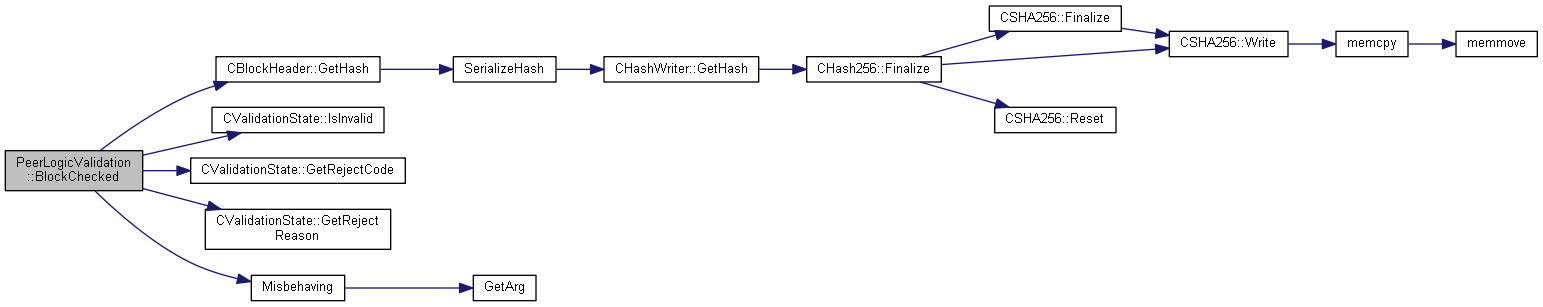 PeerLogicValidation
::BlockChecked
CBlockHeader::GetHash
SerializeHash
CHashWriter::GetHash
CHash256::Finalize
CSHA256::Finalize
CSHA256::Write
memcpy
memmove
CSHA256::Reset
CValidationState::IsInvalid
CValidationState::GetRejectCode
CValidationState::GetReject
Reason
Misbehaving
GetArg